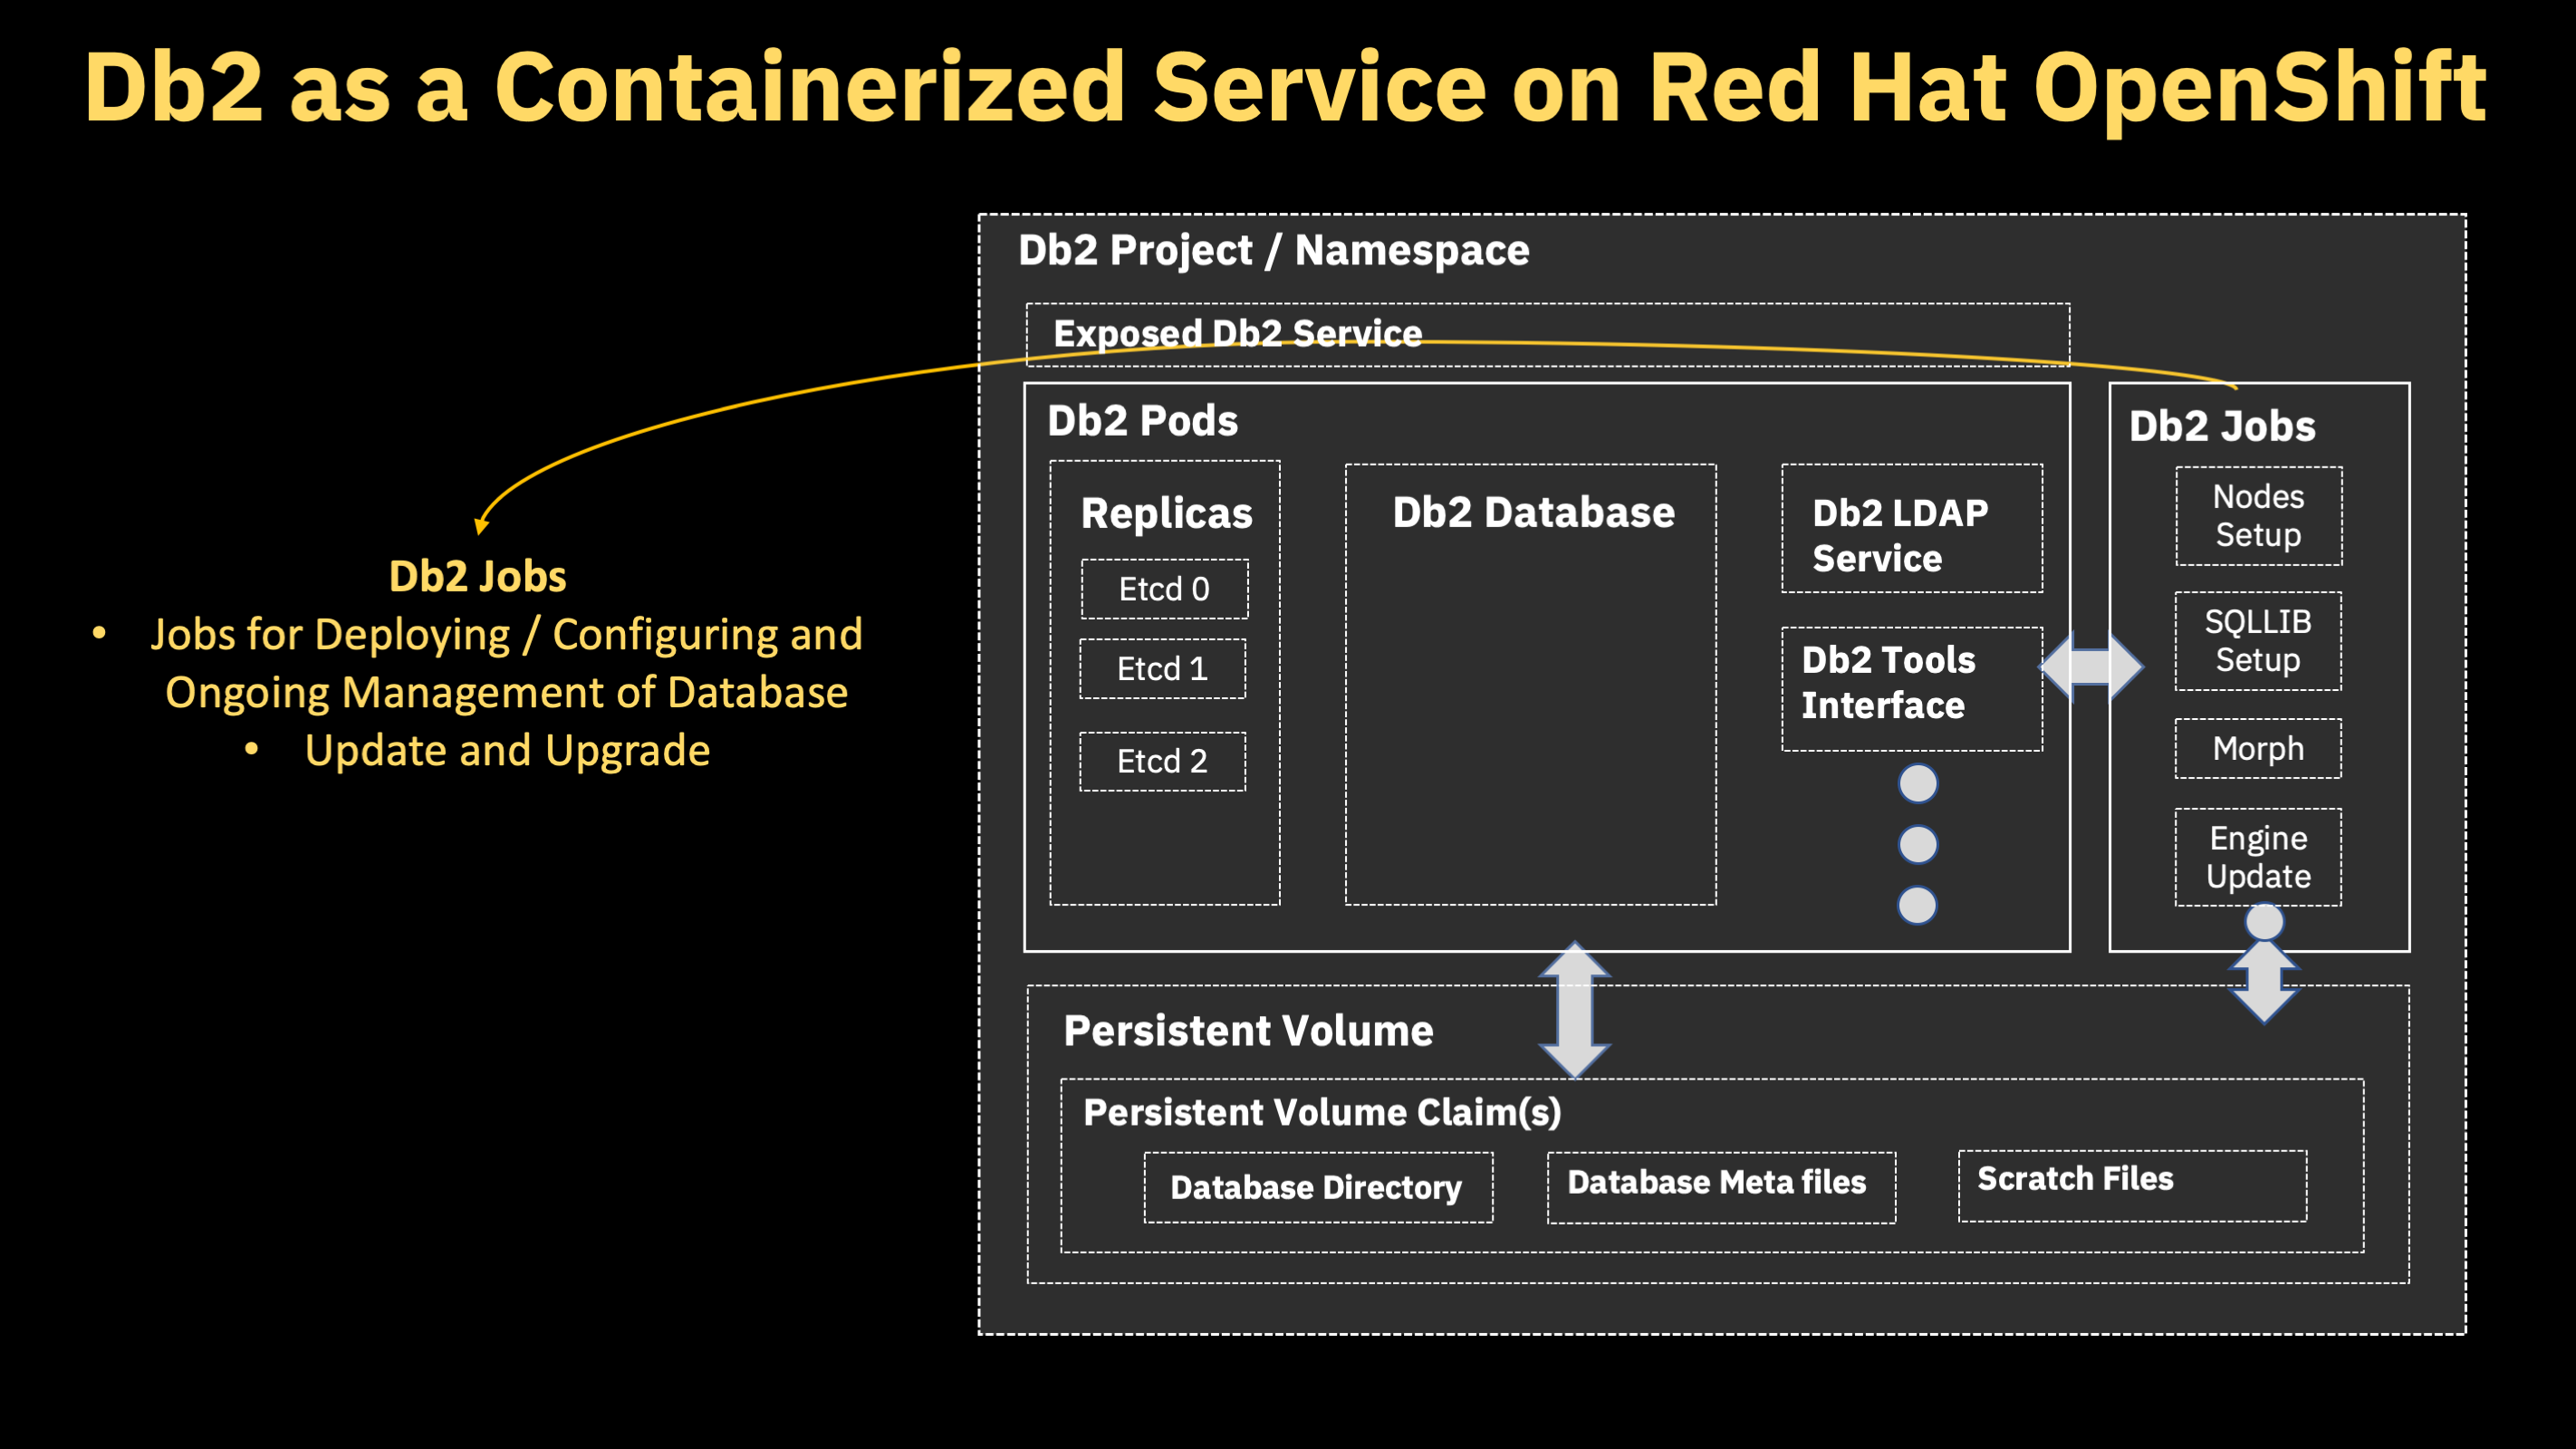 Db2 as a Containerized Service on Red Hat OpenShift
Db2 Jobs
• Jobs for Deploying / Configuring and
Ongoing Management of Database
• Update and Upgrade
Db2 Project / Namespace
Exposed Db2 Service
Db2 Pods
Replicas
Etcd 0
Etcd 1
Etcd 2
Db2 Database
Db2 LDAP
Service
Db2 Tools
Interface
Db2 Jobs
Nodes
Setup
SQLLIB
Setup
Morph
Engine
Update
Persistent Volume
Persistent Volume Claim(s)
Database Directory
Database Meta files
Scratch Files